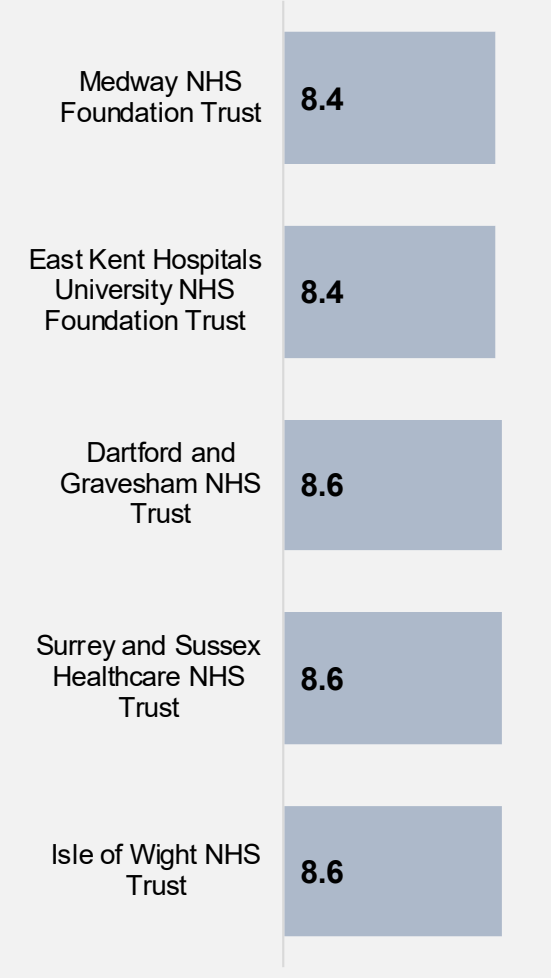 Medway NHS
Foundation Trust
8.4
East Kent Hospitals
University NHS
Foundation Trust
8.4
Dartford and
Gravesham NHS
Trust
8.6
Surrey and Sussex
Healthcare NHS
Trust
8.6
Isle of Wight NHS
Trust
8.6